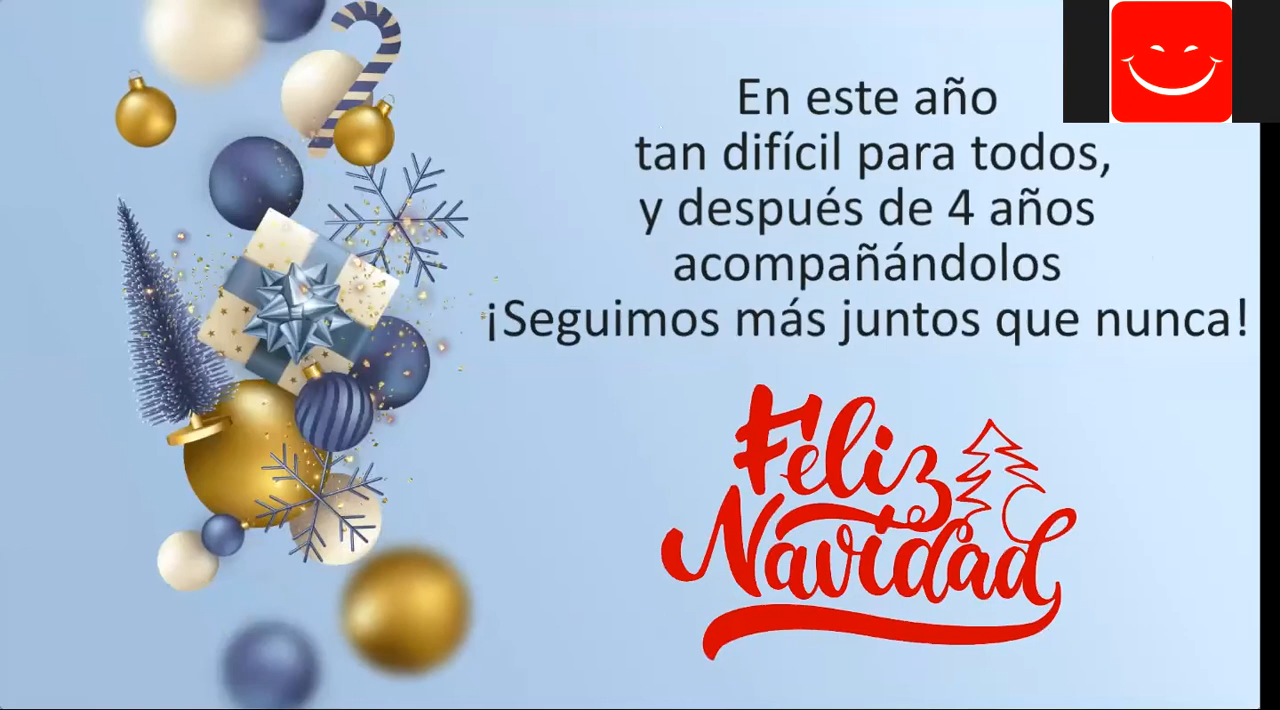 En este año
tan difícil para todos,
y después de 4 años
acompañándolos
¡Seguimos más juntos que nunca!
Feliz
Navidad